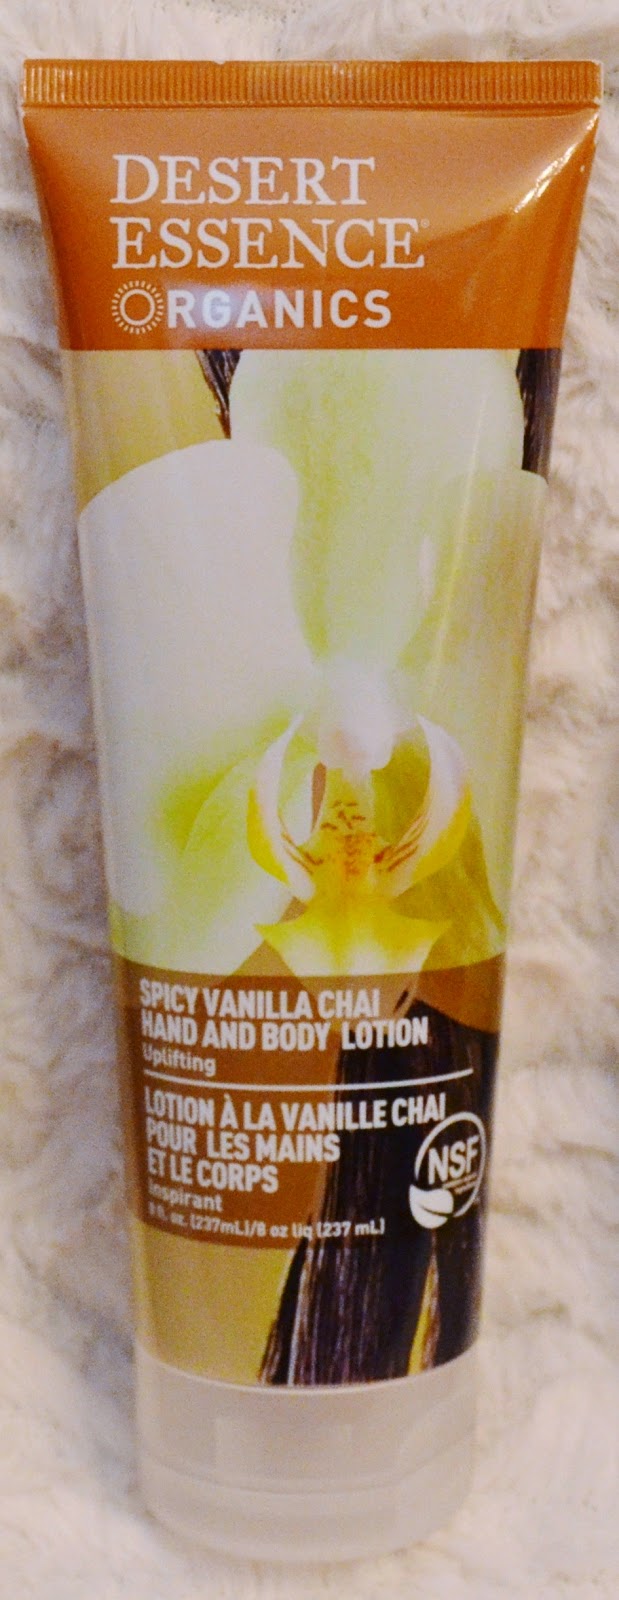 DESERT
ESSENCE®
ORGANICS
SPICY VANILLA CHAI
HAND AND BODY LOTION
Uplifting
LOTION À LA VANILLE CHAI
POUR LES MAINS
ET LE CORPS
Inspirant
8 fl. oz. (237mL)/8 oz liq (237 mL)
NSF